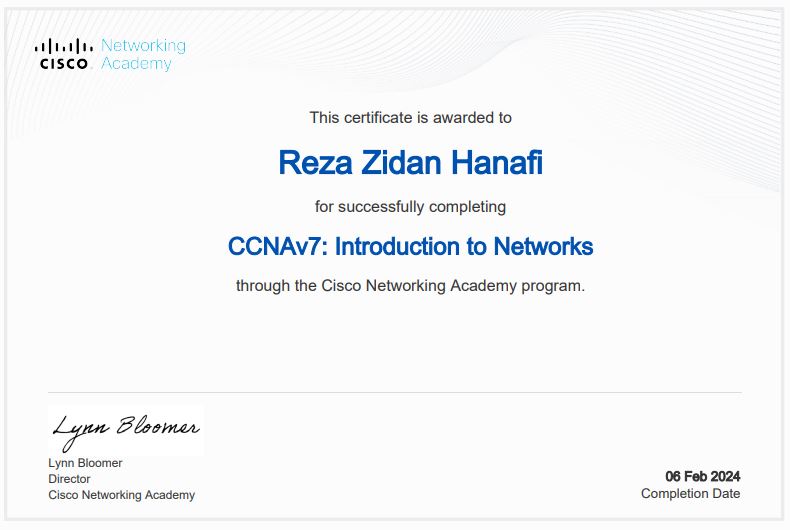 Networking
CISCO Academy
This certificate is awarded to
Reza Zidan Hanafi
for successfully completing
CCNAv7: Introduction to Networks
through the Cisco Networking Academy program.
Lynn Bloomer
Lynn Bloomer
Director
Cisco Networking Academy
06 Feb 2024
Completion Date